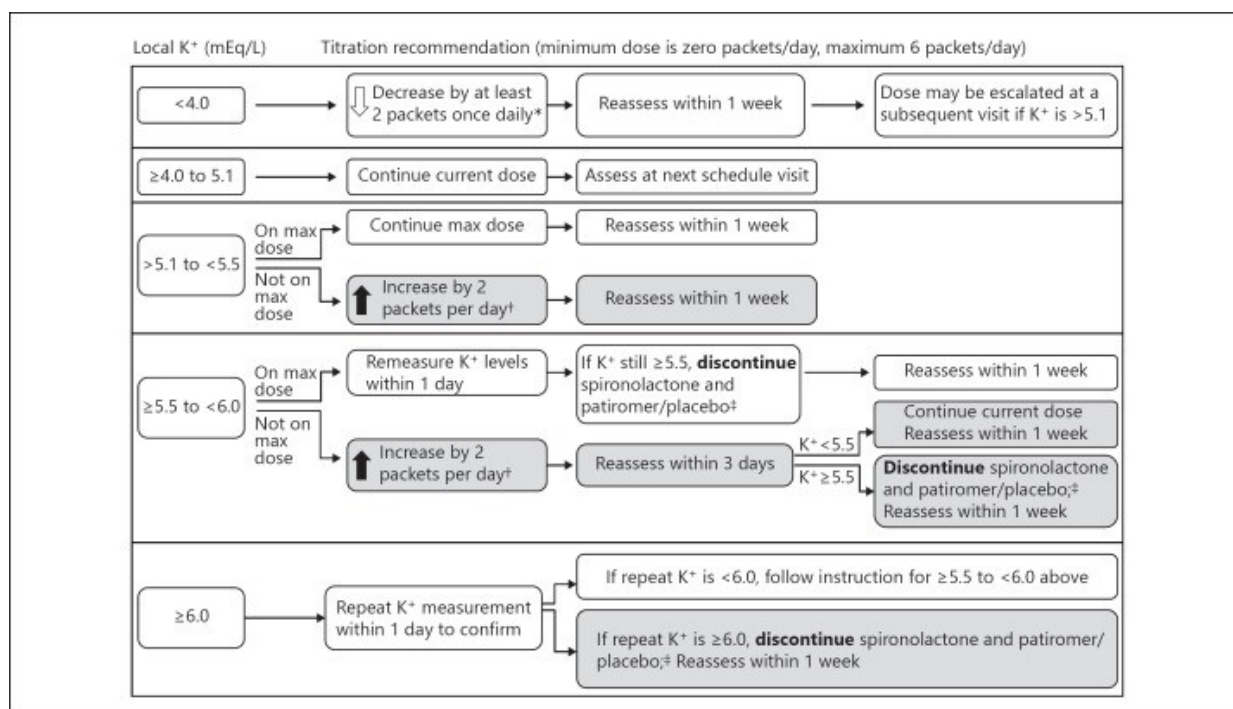 Local K⁺ (mEq/L) Titration recommendation (minimum dose is zero packets/day, maximum 6 packets/day)
<4.0
Decrease by at least
2 packets once daily*
Reassess within 1 week
Dose may be escalated at a
subsequent visit if K⁺ is >5.1
≥4.0 to 5.1
Continue current dose
Assess at next schedule visit
>5.1 to <5.5
On max
dose
Continue max dose
Reassess within 1 week
Not on
max
dose
Increase by 2
packets per day†
Reassess within 1 week
≥5.5 to <6.0
On max
dose
Remeasure K⁺ levels
within 1 day
If K⁺ still ≥5.5, discontinue
spironolactone and
patiromer/placebo‡
Reassess within 1 week
Not on
max
dose
Increase by 2
packets per day†
Reassess within 3 days
K⁺<5.5
Continue current dose
Reassess within 1 week
K⁺≥5.5
Discontinue spironolactone
and patiromer/placebo;‡
Reassess within 1 week
≥6.0
Repeat K⁺ measurement
within 1 day to confirm
If repeat K⁺ is <6.0, follow instruction for ≥5.5 to <6.0 above
If repeat K⁺ is ≥6.0, discontinue spironolactone and patiromer/
placebo;‡ Reassess within 1 week